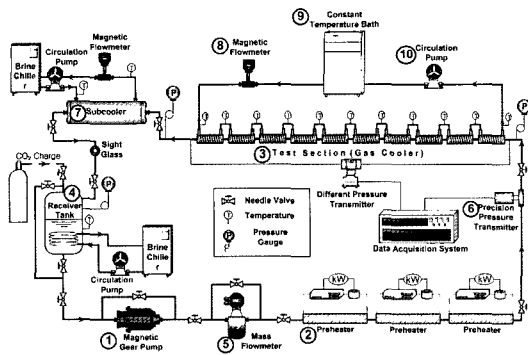 9
Constant
Temperature Bath
8
Magnetic
Flowmeter
10
Circulation
Pump
Magnetic
Flowmeter
Circulation
Pump
Brine
Chille
r
T
T
P
7
Subcooler
P
T
T
T
T
T
T
T
T
T
T
3
Test Section (Gas Cooler)
Sight
Glass
CO₂ Charge
4
Receiver
Tank
P
T
Brine
Chille
r
Circulation
Pump
Needle Valve
T
Temperature
P
Pressure
Gauge
Different Pressure
Transmitter
Data Acquisition System
6
Precision
Pressure
Transmitter
1
Magnetic
Gear Pump
5
Mass
Flowmeter
2
kW
Preheater
kW
Preheater
kW
Preheater